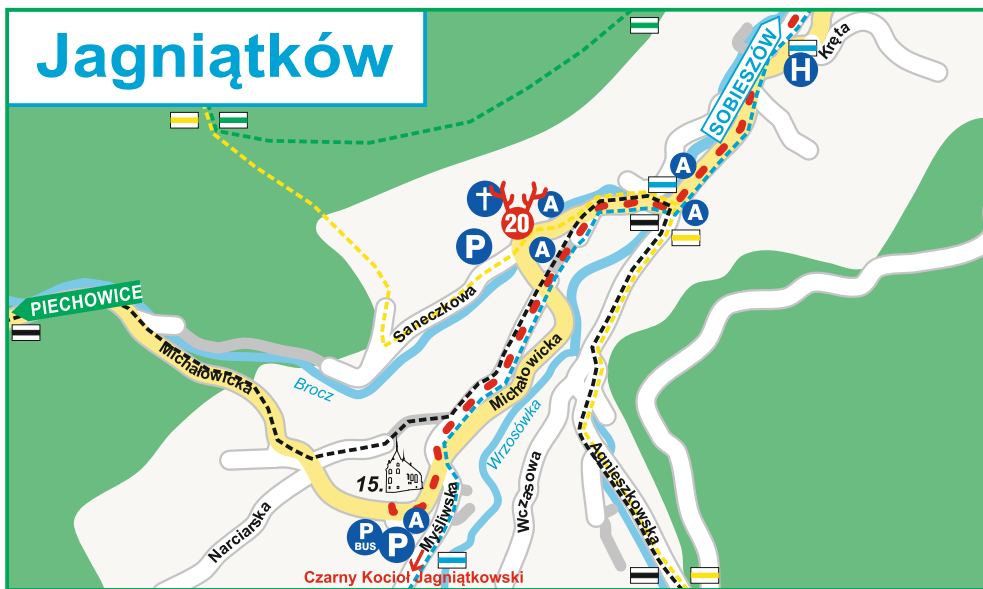 Jagniątków
SOBIESZÓW
Kręta
H
A
A
A
20
P
A
PIECHOWICE
Saneczkowa
Michałowicka
Brocz
Michałowicka
Wrzosówka
15.
Agnieszkowska
Wczasowa
Myśliwska
Narciarska
A
P
BUS
P
Czarny Kocioł Jagniątkowski